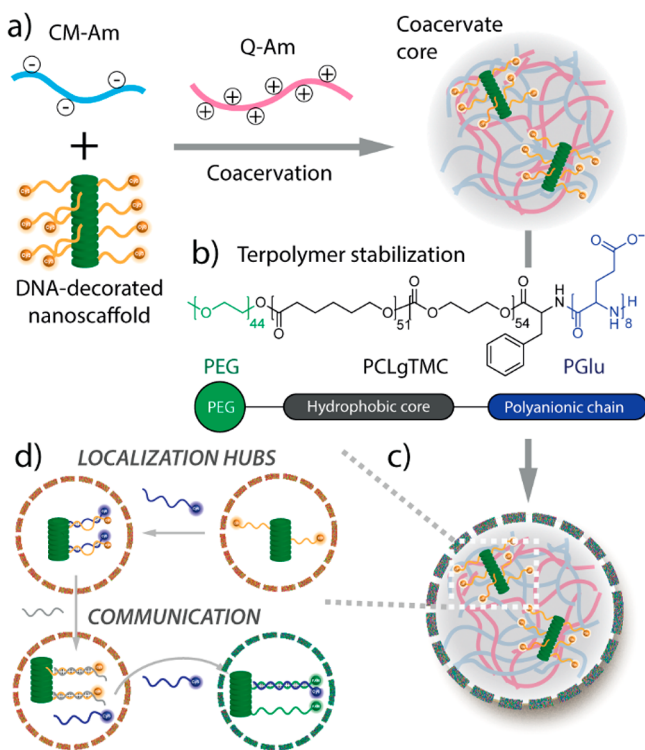 a)
CM-Am
Q-Am
Coacervate
core
+
Coacervation
DNA-decorated
nanoscaffold
b)
Terpolymer stabilization
O
O
44
O
O
O
51
O
O
O
54
O
H
N
O
O
O−
N
H
H
8
PEG
PCLgTMC
PGlu
PEG
Hydrophobic core
Polyanionic chain
d)
LOCALIZATION HUBS
c)
COMMUNICATION